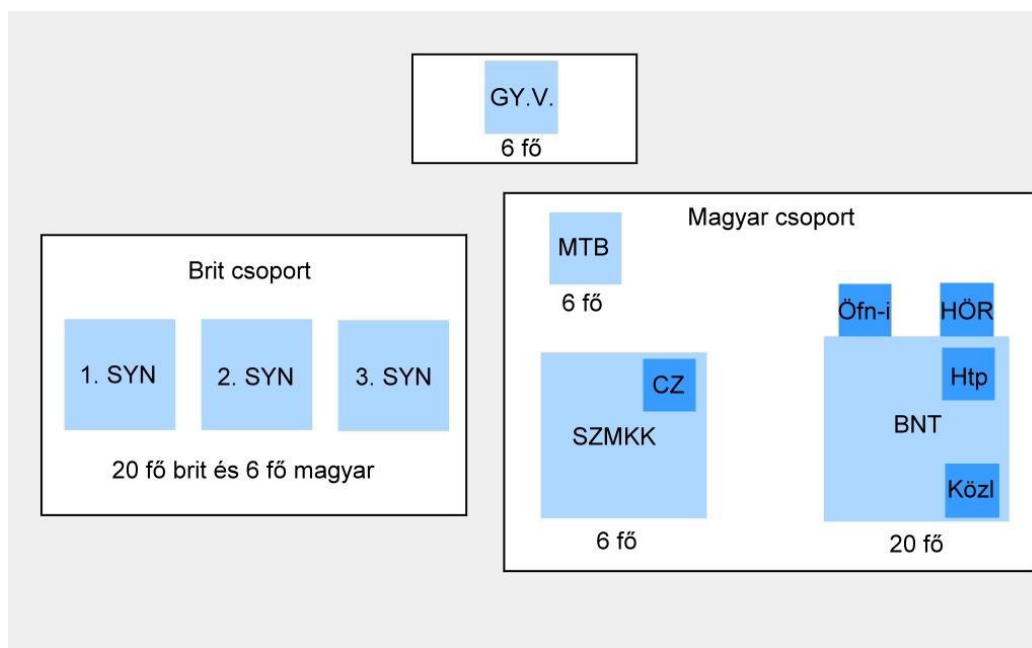 GY.V.
6 fő
Brit csoport
1. SYN
2. SYN
3. SYN
20 fő brit és 6 fő magyar
Magyar csoport
MTB
6 fő
CZ
SZMKK
6 fő
Öfn-i
HÖR
Htp
BNT
Közl
20 fő